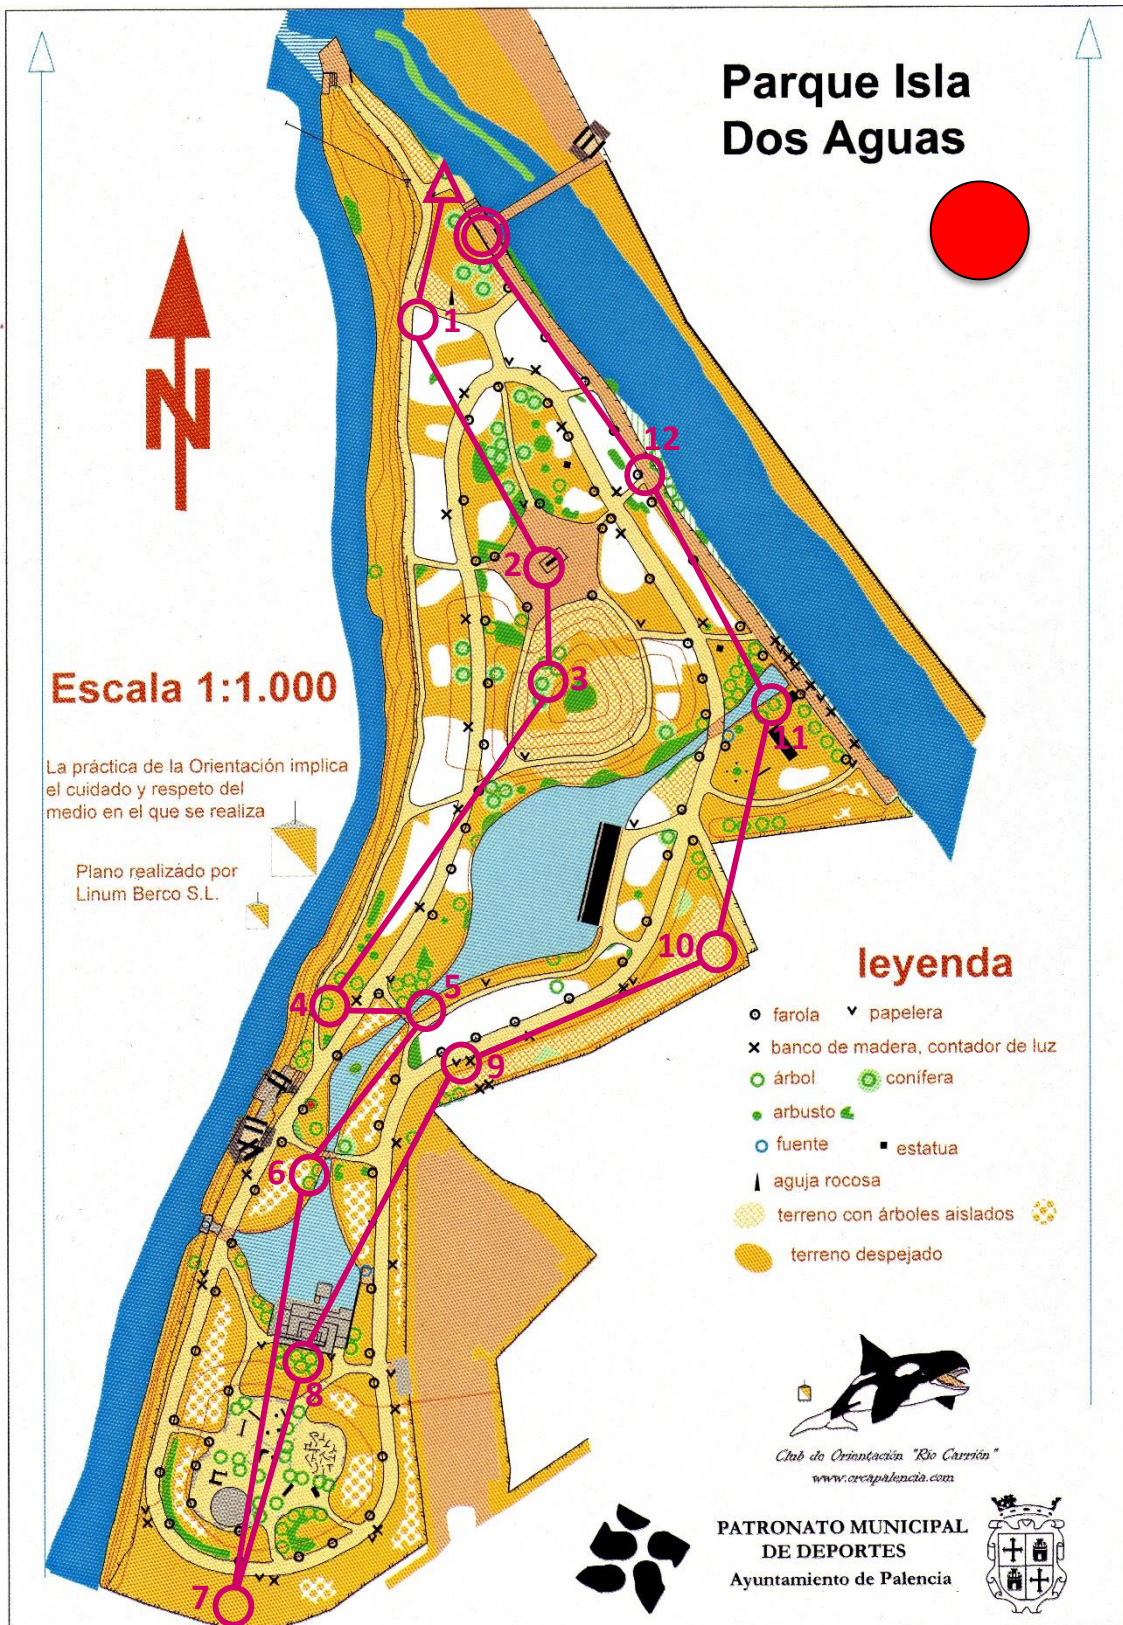 Parque Isla
Dos Aguas
N
1
12
2
3
Escala 1:1.000
La práctica de la Orientación implica
el cuidado y respeto del
medio en el que se realiza
Plano realizado por
Linum Berco S.L.
11
10
4
5
9
6
8
7
leyenda
farola papelera
banco de madera, contador de luz
árbol conífera
arbusto
fuente estatua
aguja rocosa
terreno con árboles aislados
terreno despejado
Club de Orientación "Río Carrión"
www.orcapalencia.com
PATRONATO MUNICIPAL
DE DEPORTES
Ayuntamiento de Palencia